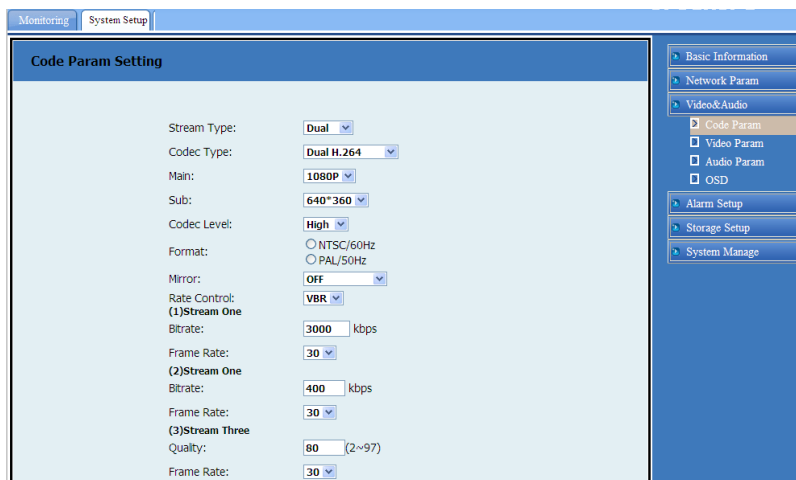 Monitoring System Setup
Code Param Setting
Stream Type: Dual
Codec Type: Dual H.264
Main: 1080P
Sub: 640*360
Codec Level: High
Format: NTSC/60Hz
PAL/50Hz
Mirror: OFF
Rate Control: VBR
(1)Stream One
Bitrate: 3000 kbps
Frame Rate: 30
(2)Stream One
Bitrate: 400 kbps
Frame Rate: 30
(3)Stream Three
Quality: 80 (2~97)
Frame Rate: 30
Basic Information
Network Param
Video&Audio
Code Param
Video Param
Audio Param
OSD
Alarm Setup
Storage Setup
System Manage